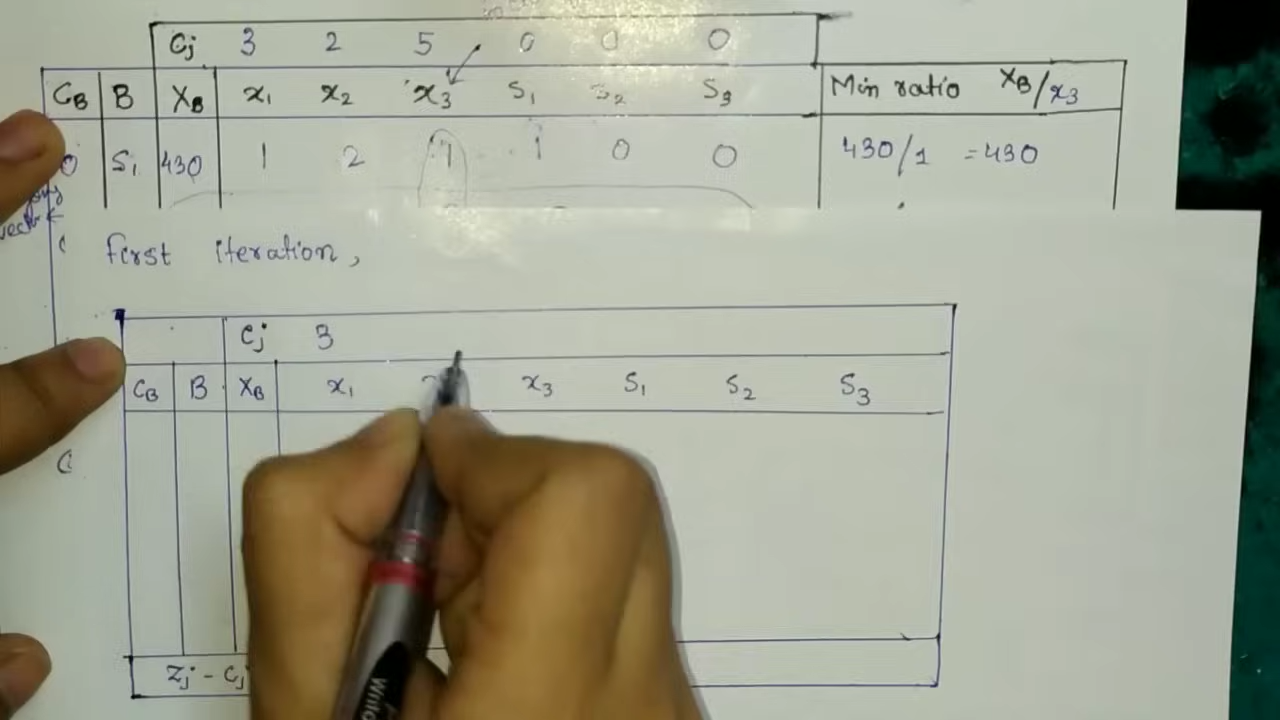 Cj 3 2 5 0 0 0
CB B XB x1 x2 x3 S1 S2 S3 Min ratio XB/x3
0 S1 430 1 2 1 1 0 0 430/1 =430
first iteration,
Cj 3
CB B XB x1 x3 S1 S2 S3
Zj - Cj